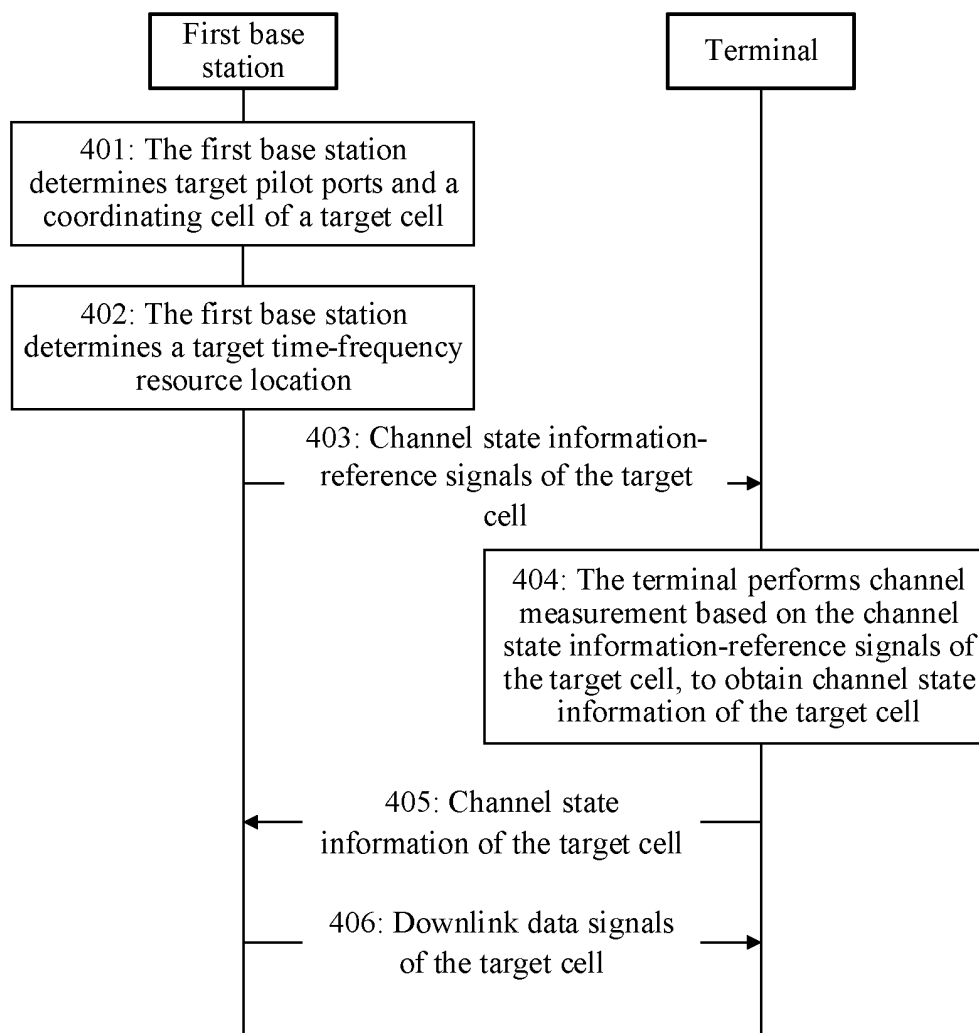 First base
station
Terminal
401: The first base station
determines target pilot ports and a
coordinating cell of a target cell
402: The first base station
determines a target time-frequency
resource location
403: Channel state information-
reference signals of the target
cell
404: The terminal performs channel
measurement based on the channel
state information-reference signals of
the target cell, to obtain channel state
information of the target cell
405: Channel state
information of the target cell
406: Downlink data signals
of the target cell